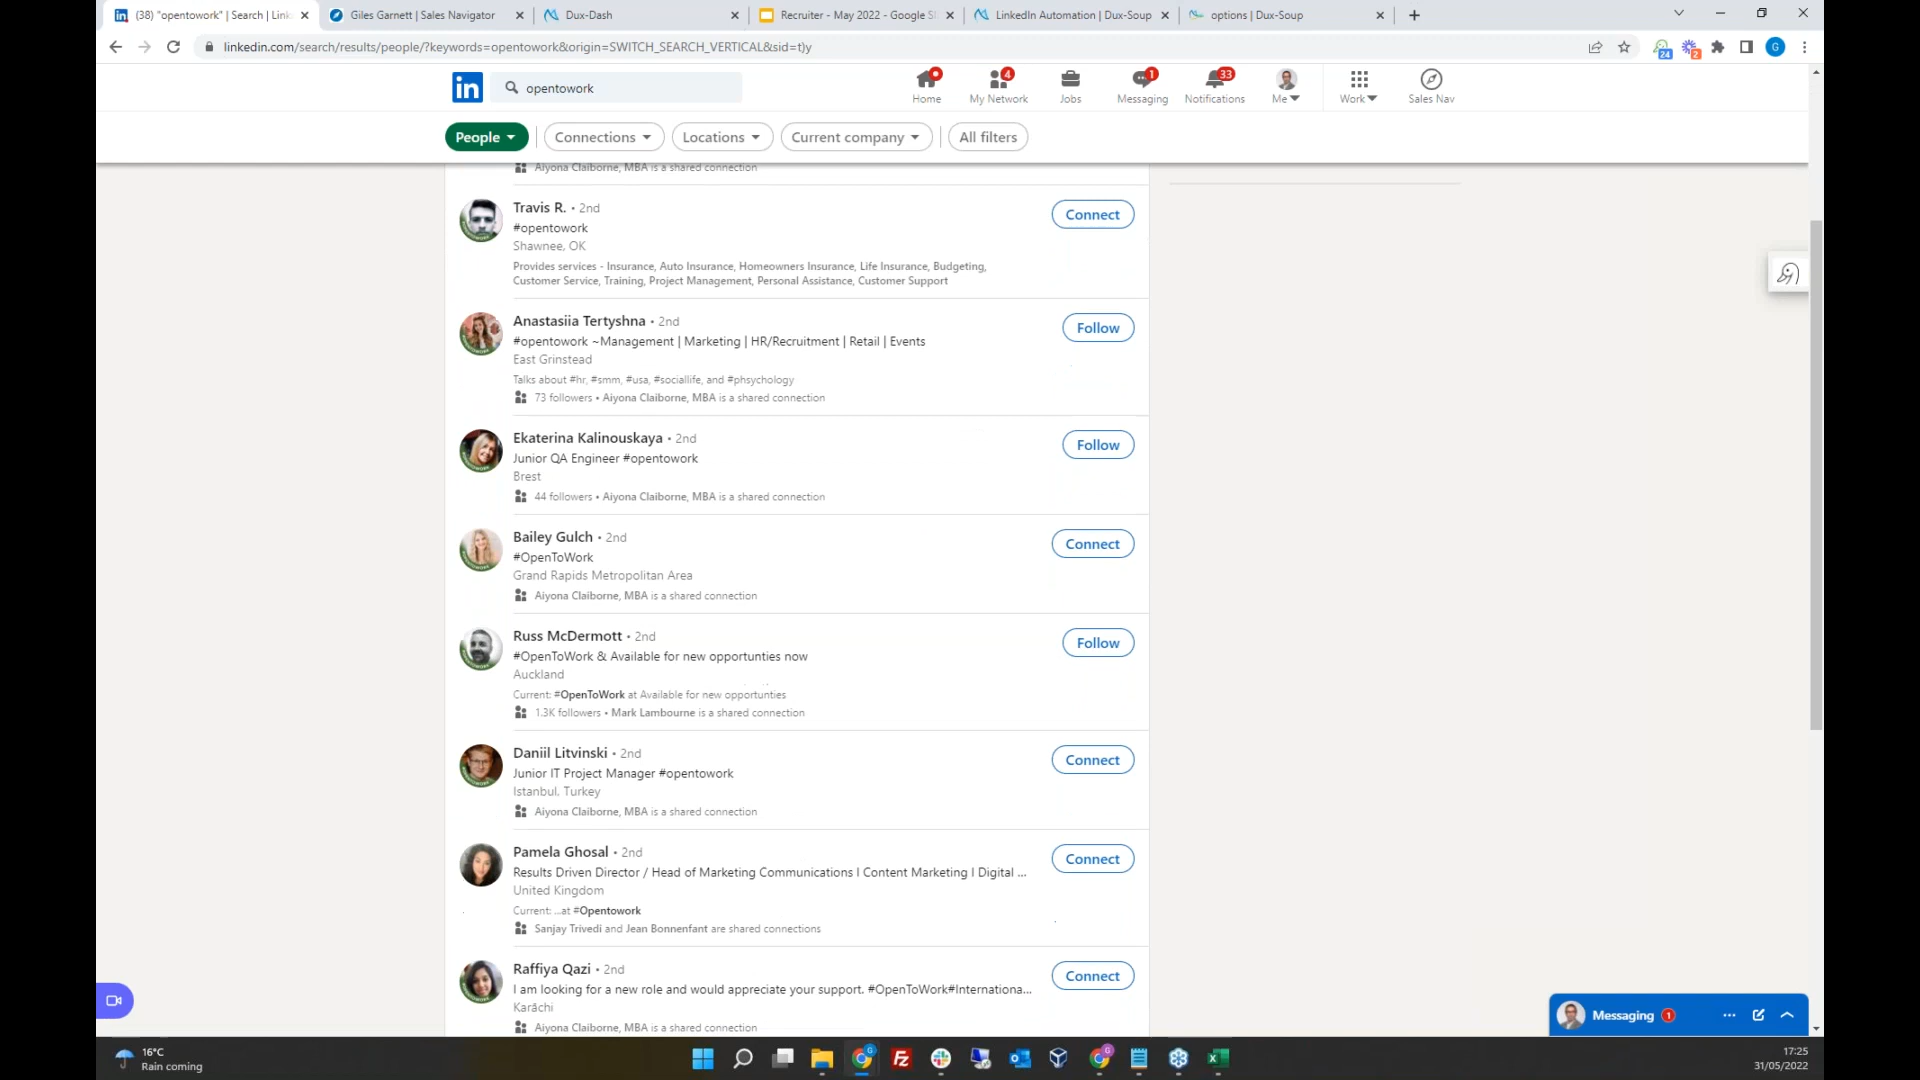 (38) "opentowork" | Search | Link
Giles Garnett | Sales Navigator
Dux-Dash
Recruiter - May 2022 - Google Sl
LinkedIn Automation | Dux-Soup
options | Dux-Soup
linkedin.com/search/results/people/?keywords=opentowork&origin=SWITCH_SEARCH_VERTICAL&sid=t)y
24
2
G
in
opentowork
Home
4
My Network
Jobs
1
Messaging
33
Notifications
Me
Work
Sales Nav
People
Connections
Locations
Current company
All filters
Aiyona Claiborne, MBA is a shared connection
Travis R. • 2nd
Connect
#opentowork
Shawnee, OK
Provides services - Insurance, Auto Insurance, Homeowners Insurance, Life Insurance, Budgeting,
Customer Service, Training, Project Management, Personal Assistance, Customer Support
Anastasiia Tertyshna • 2nd
Follow
#opentowork ~Management | Marketing | HR/Recruitment | Retail | Events
East Grinstead
Talks about #hr, #smm, #usa, #sociallife, and #phsychology
73 followers • Aiyona Claiborne, MBA is a shared connection
Ekaterina Kalinouskaya • 2nd
Follow
Junior QA Engineer #opentowork
Brest
44 followers • Aiyona Claiborne, MBA is a shared connection
Bailey Gulch • 2nd
Connect
#OpenToWork
Grand Rapids Metropolitan Area
Aiyona Claiborne, MBA is a shared connection
Russ McDermott • 2nd
Follow
#OpenToWork & Available for new opportunties now
Auckland
Current: #OpenToWork at Available for new opportunties
1.3K followers • Mark Lambourne is a shared connection
Daniil Litvinski • 2nd
Connect
Junior IT Project Manager #opentowork
Istanbul, Turkey
Aiyona Claiborne, MBA is a shared connection
Pamela Ghosal • 2nd
Connect
Results Driven Director / Head of Marketing Communications I Content Marketing I Digital ...
United Kingdom
Current: ...at #Opentowork
Sanjay Trivedi and Jean Bonnenfant are shared connections
Raffiya Qazi • 2nd
Connect
I am looking for a new role and would appreciate your support. #OpenToWork#Internationa...
Karāchi
Aiyona Claiborne, MBA is a shared connection
Messaging 1
16°C
Rain coming
17:25
31/05/2022